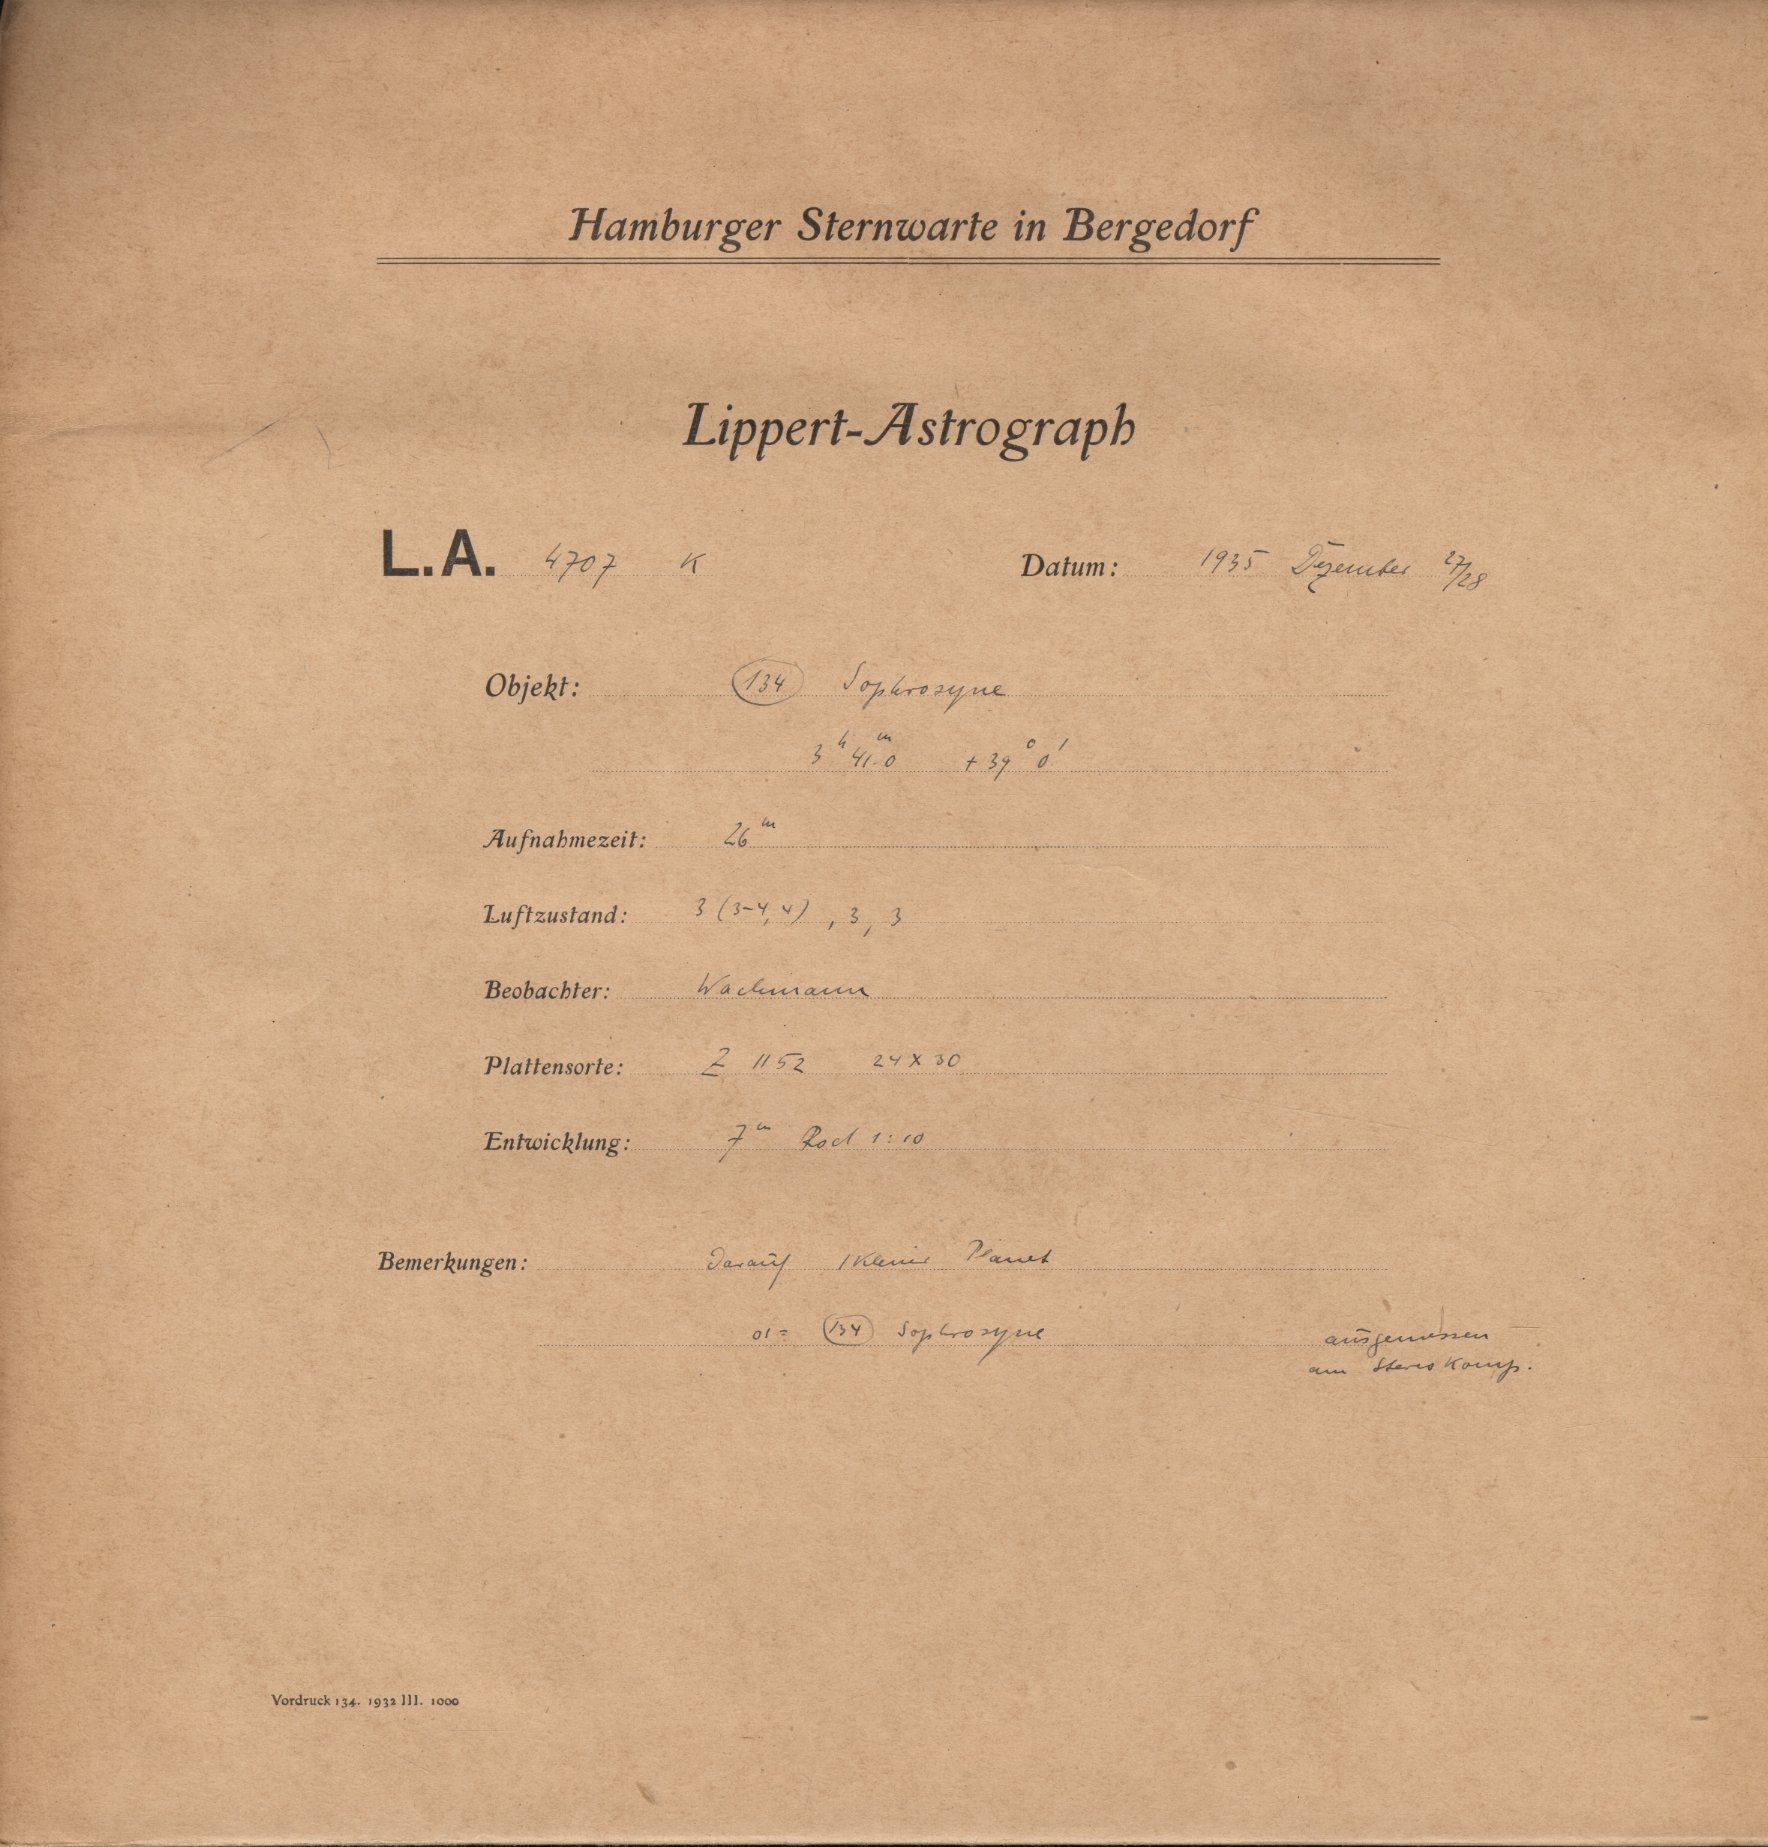 Hamburger Sternwarte in Bergedorf
Lippert-Astrograph
L.A. 4707 K Datum: 1935 Dezember 27/28
Objekt: 134 Sophrosyne
3h 41m.0 + 39° 0'
Aufnahmezeit: 26m
Luftzustand: 3 (3-4, 4), 3, 3
Beobachter: Wachmann
Plattensorte: Z 1152 24 x 30
Entwicklung: 7m Rod 1:10
Bemerkungen: Darauf 1 Kleiner Planet
01 = 134 Sophrosyne ausgemessen
am Stereokomp.
Vordruck 134. 1932 III. 1000